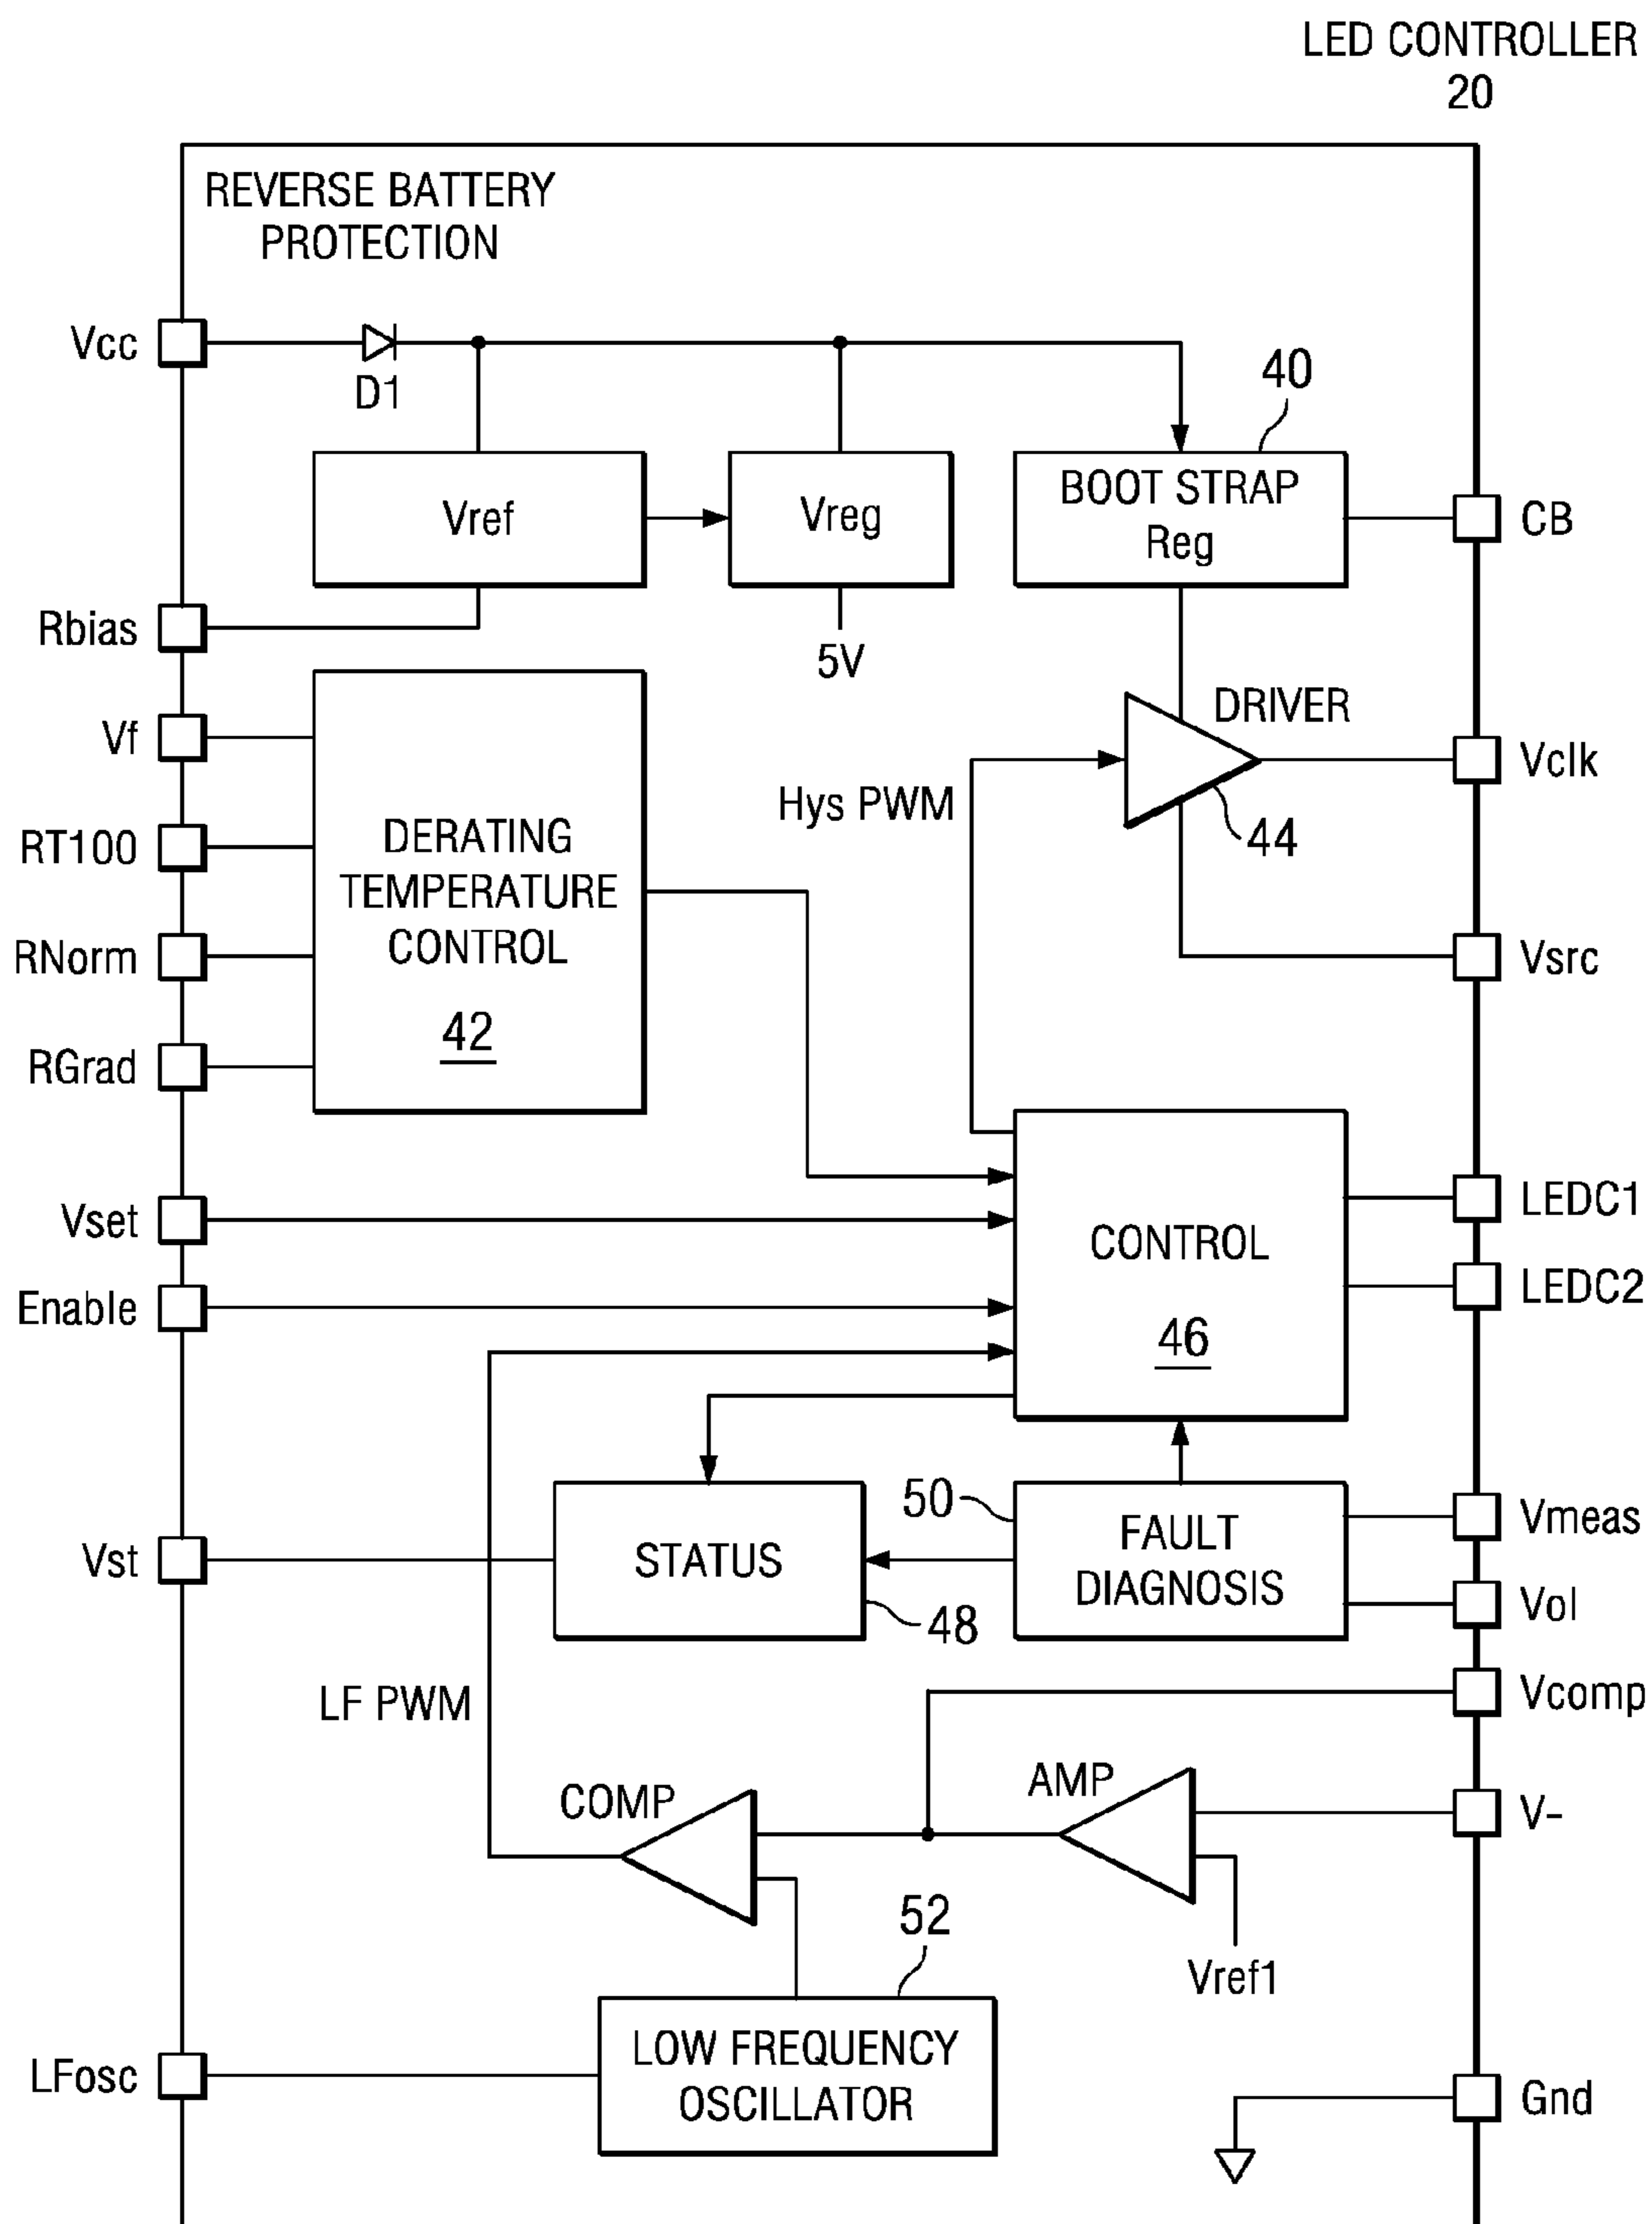 LED CONTROLLER
20
REVERSE BATTERY
PROTECTION
Vcc
D1
40
Vref
Vreg
BOOT STRAP
Reg
CB
Rbias
5V
Vf
DRIVER
Vclk
Hys PWM
44
RT100
DERATING
TEMPERATURE
CONTROL
42
RNorm
Vsrc
RGrad
Vset
LEDC1
CONTROL
46
Enable
LEDC2
50
Vmeas
Vst
STATUS
FAULT
DIAGNOSIS
48
Vol
LF PWM
Vcomp
COMP
AMP
V-
52
Vref1
LFosc
LOW FREQUENCY
OSCILLATOR
Gnd